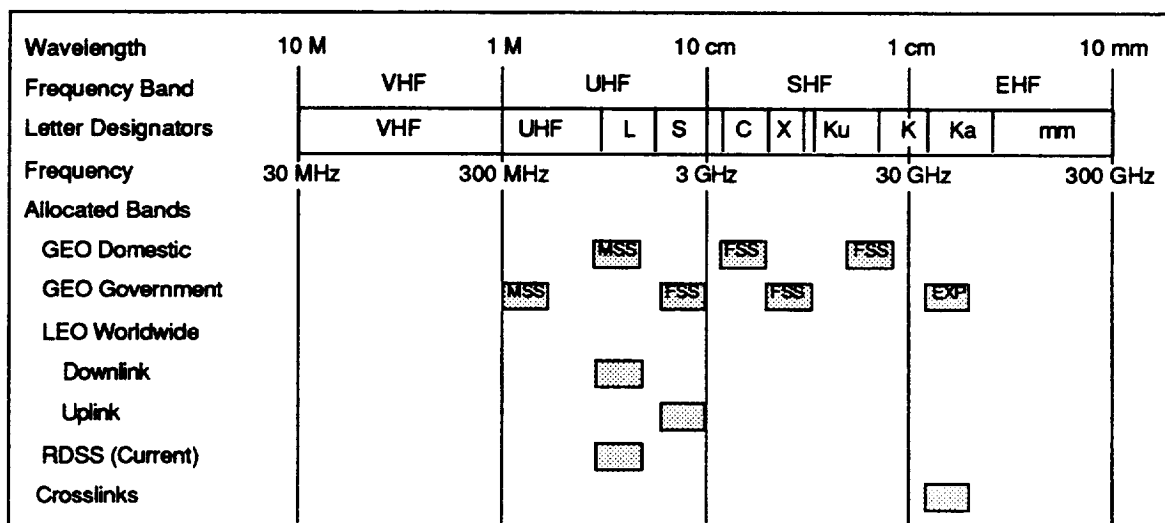 Wavelength 10 M 1 M 10 cm 1 cm 10 mm
Frequency Band VHF UHF SHF EHF
Letter Designators VHF UHF L S C X Ku K Ka mm
Frequency 30 MHz 300 MHz 3 GHz 30 GHz 300 GHz
Allocated Bands
GEO Domestic MSS FSS FSS
GEO Government MSS FSS FSS EXP
LEO Worldwide
Downlink
Uplink
RDSS (Current)
Crosslinks